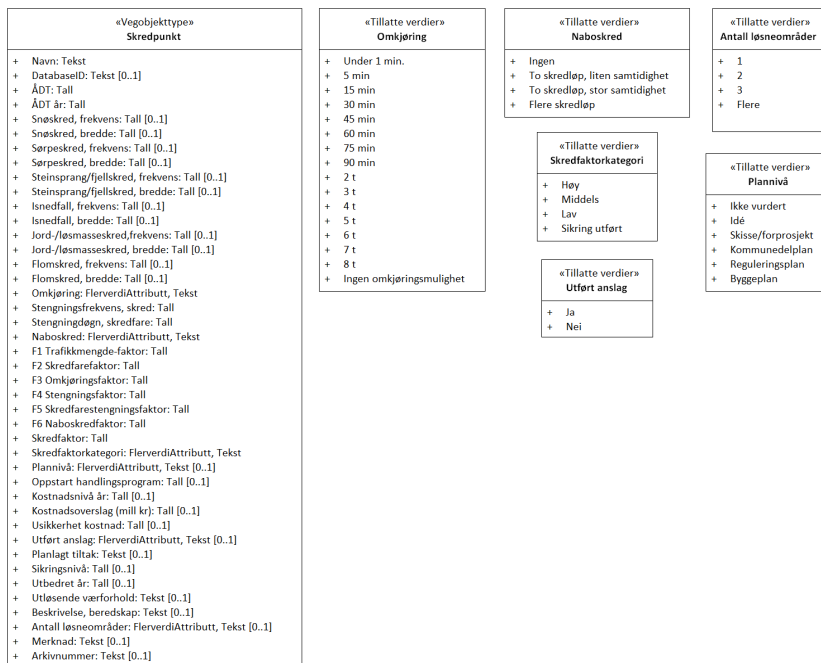 «Vegobjekttype»
Skredpunkt
+ Navn: Tekst
+ DatabaseID: Tekst [0..1]
+ ÅDT: Tall
+ ÅDT år: Tall
+ Snøskred, frekvens: Tall [0..1]
+ Snøskred, bredde: Tall [0..1]
+ Sørpeskred, frekvens: Tall [0..1]
+ Sørpeskred, bredde: Tall [0..1]
+ Steinsprang/fjellskred, frekvens: Tall [0..1]
+ Steinsprang/fjellskred, bredde: Tall [0..1]
+ Isnedfall, frekvens: Tall [0..1]
+ Isnedfall, bredde: Tall [0..1]
+ Jord-/løsmasseskred,frekvens: Tall [0..1]
+ Jord-/løsmasseskred, bredde: Tall [0..1]
+ Flomskred, frekvens: Tall [0..1]
+ Flomskred, bredde: Tall [0..1]
+ Omkjøring: FlerverdiAttributt, Tekst
+ Stengningsfrekvens, skred: Tall
+ Stengningdøgn, skredfare: Tall
+ Naboskred: FlerverdiAttributt, Tekst
+ F1 Trafikkmengde-faktor: Tall
+ F2 Skredfarefaktor: Tall
+ F3 Omkjøringsfaktor: Tall
+ F4 Stengningsfaktor: Tall
+ F5 Skredfarestengningsfaktor: Tall
+ F6 Naboskredfaktor: Tall
+ Skredfaktor: Tall
+ Skredfaktorkategori: FlerverdiAttributt, Tekst
+ Plannivå: FlerverdiAttributt, Tekst [0..1]
+ Oppstart handlingsprogram: Tall [0..1]
+ Kostnadsnivå år: Tall [0..1]
+ Kostnadsoverslag (mill kr): Tall [0..1]
+ Usikkerhet kostnad: Tall [0..1]
+ Utført anslag: FlerverdiAttributt, Tekst [0..1]
+ Planlagt tiltak: Tekst [0..1]
+ Sikringsnivå: Tall [0..1]
+ Utbedret år: Tall [0..1]
+ Utløsende værforhold: Tekst [0..1]
+ Beskrivelse, beredskap: Tekst [0..1]
+ Antall løsneområder: FlerverdiAttributt, Tekst [0..1]
+ Merknad: Tekst [0..1]
+ Arkivnummer: Tekst [0..1]
«Tillatte verdier»
Omkjøring
+ Under 1 min.
+ 5 min
+ 15 min
+ 30 min
+ 45 min
+ 60 min
+ 75 min
+ 90 min
+ 2 t
+ 3 t
+ 4 t
+ 5 t
+ 6 t
+ 7 t
+ 8 t
+ Ingen omkjøringsmulighet
«Tillatte verdier»
Naboskred
+ Ingen
+ To skredløp, liten samtidighet
+ To skredløp, stor samtidighet
+ Flere skredløp
«Tillatte verdier»
Skredfaktorkategori
+ Høy
+ Middels
+ Lav
+ Sikring utført
«Tillatte verdier»
Utført anslag
+ Ja
+ Nei
«Tillatte verdier»
Antall løsneområder
+ 1
+ 2
+ 3
+ Flere
«Tillatte verdier»
Plannivå
+ Ikke vurdert
+ Idé
+ Skisse/forprosjekt
+ Kommunedelplan
+ Reguleringsplan
+ Byggeplan